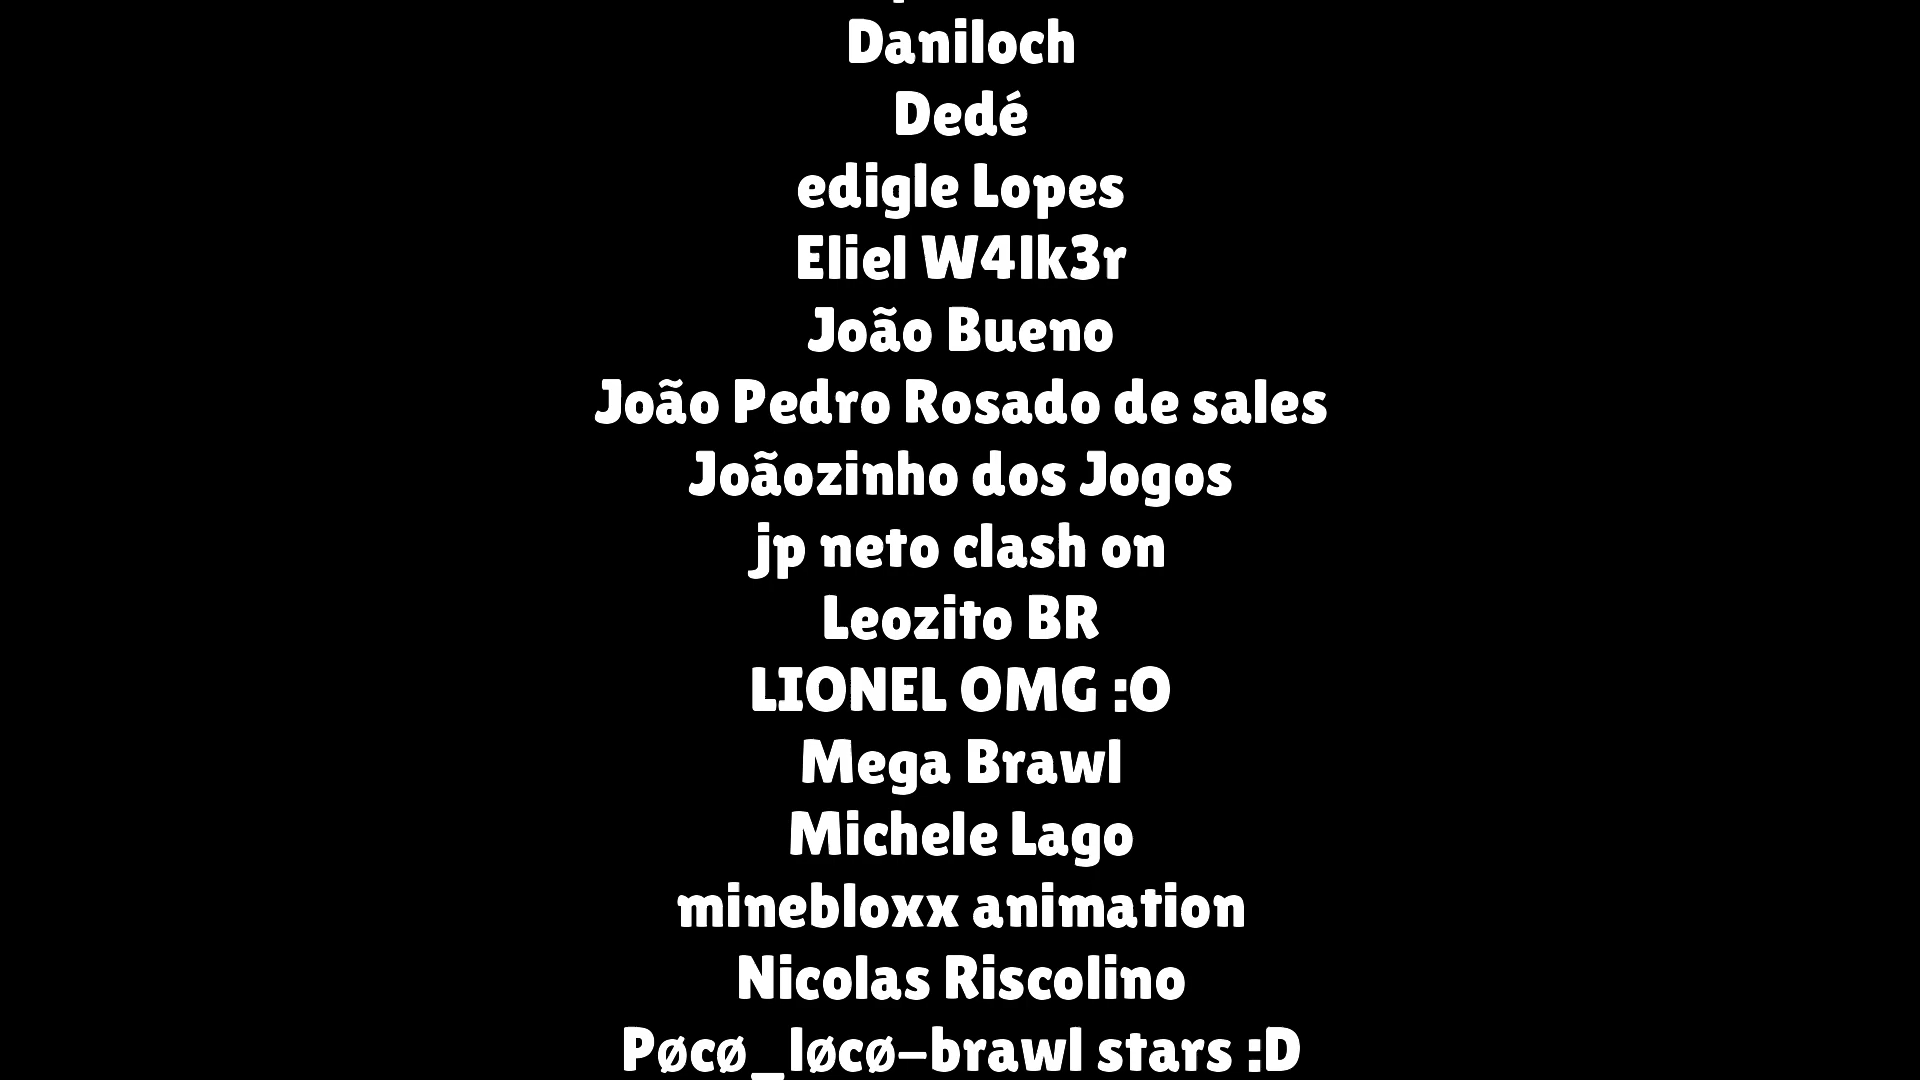 Daniloch
Dedé
edigle Lopes
Eliel W4lk3r
João Bueno
João Pedro Rosado de sales
Joãozinho dos Jogos
jp neto clash on
Leozito BR
LIONEL OMG :O
Mega Brawl
Michele Lago
minebloxx animation
Nicolas Riscolino
Pøcø_løcø-brawl stars :D